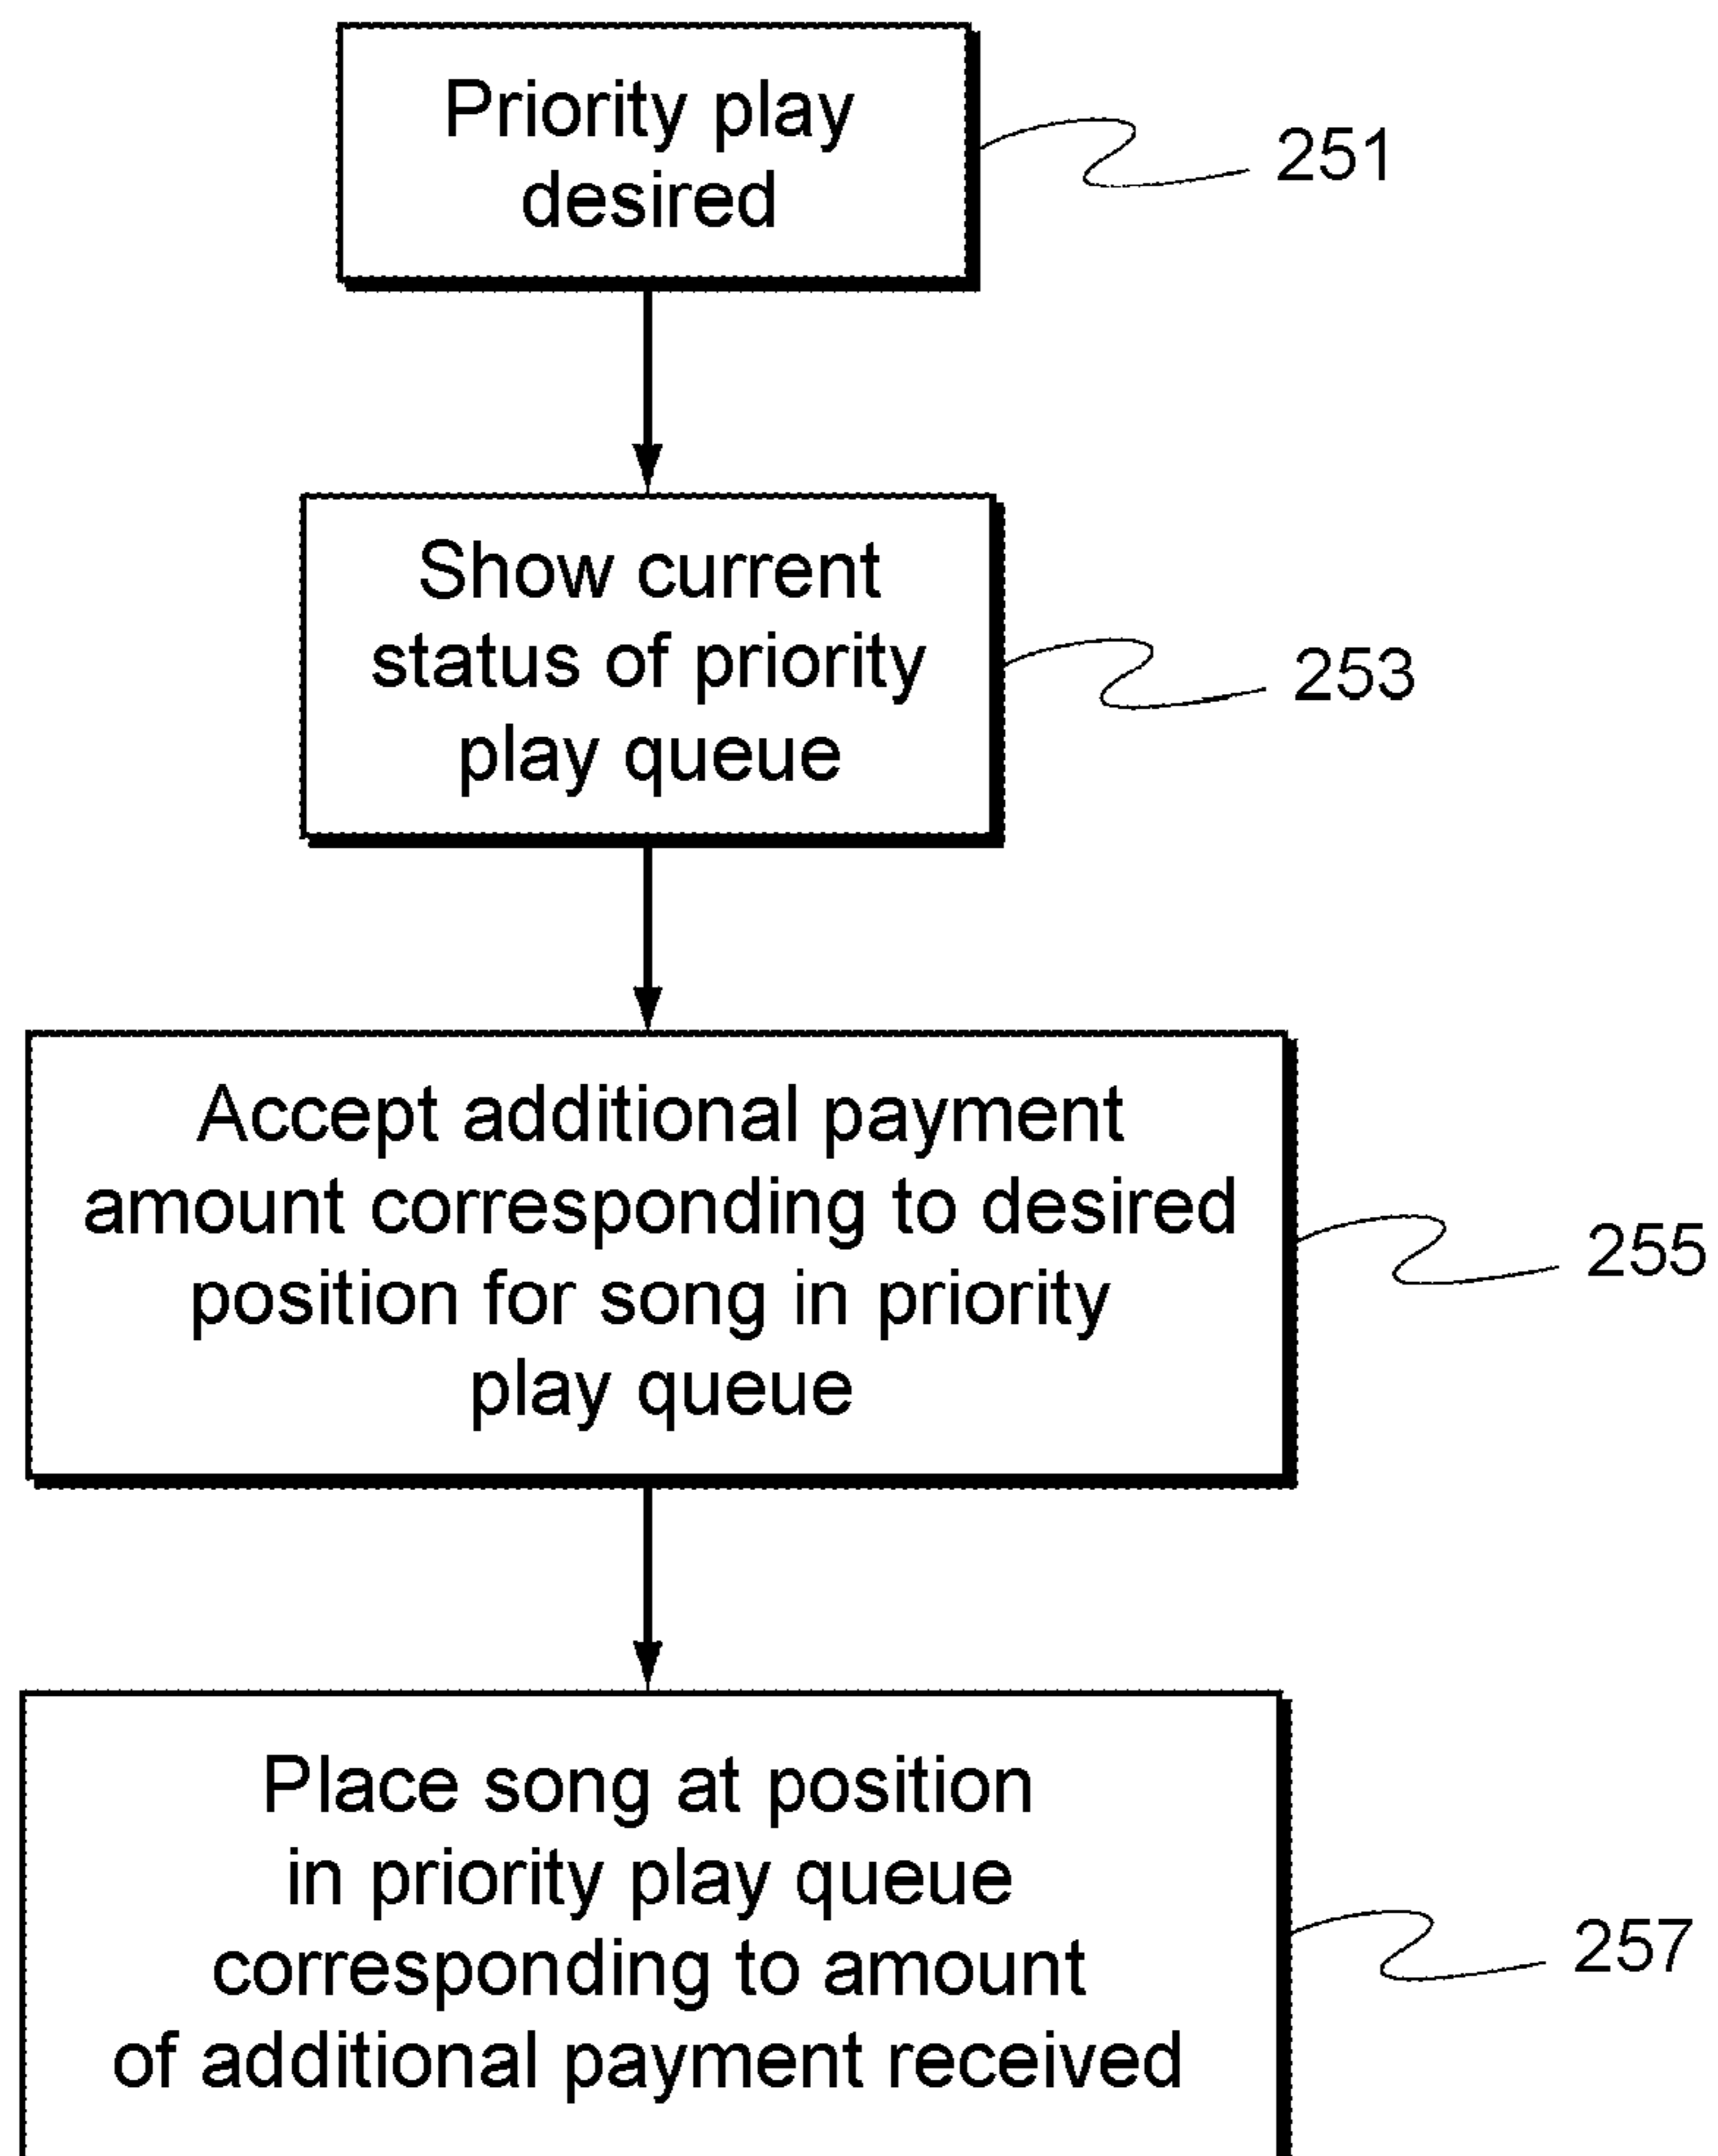 Priority play
desired
251
Show current
status of priority
play queue
253
Accept additional payment
amount corresponding to desired
position for song in priority
play queue
255
Place song at position
in priority play queue
corresponding to amount
of additional payment received
257